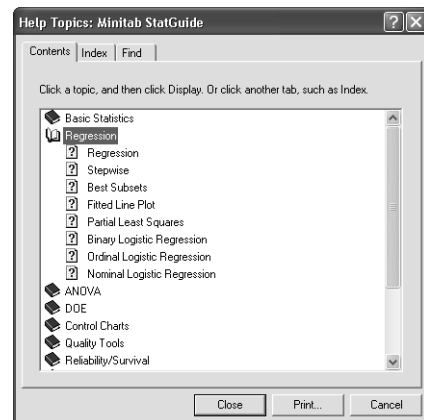 Help Topics: Minitab StatGuide
Contents Index Find
Click a topic, and then click Display. Or click another tab, such as Index.
Basic Statistics
Regression
Regression
Stepwise
Best Subsets
Fitted Line Plot
Partial Least Squares
Binary Logistic Regression
Ordinal Logistic Regression
Nominal Logistic Regression
ANOVA
DOE
Control Charts
Quality Tools
Reliability/Survival
Close Print... Cancel